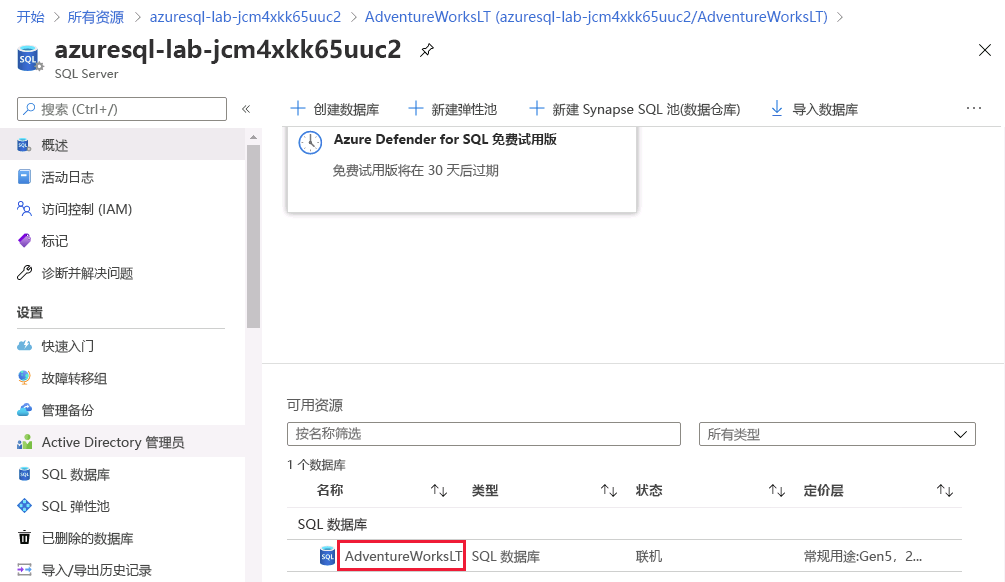 开始 > 所有资源 > azuresql-lab-jcm4xkk65uuc2 > AdventureWorksLT (azuresql-lab-jcm4xkk65uuc2/AdventureWorksLT) >
azuresql-lab-jcm4xkk65uuc2
SQL Server
搜索 (Ctrl+/)
«
概述
活动日志
访问控制 (IAM)
标记
诊断并解决问题
设置
快速入门
故障转移组
管理备份
Active Directory 管理员
SQL 数据库
SQL 弹性池
已删除的数据库
导入/导出历史记录
创建数据库 新建弹性池 新建 Synapse SQL 池(数据仓库) 导入数据库 ...
Azure Defender for SQL 免费试用版
免费试用版将在 30 天后过期
可用资源
按名称筛选 所有类型
1 个数据库
名称 类型 状态 定价层
SQL 数据库
AdventureWorksLT SQL 数据库 联机 常规用途:Gen5，2...